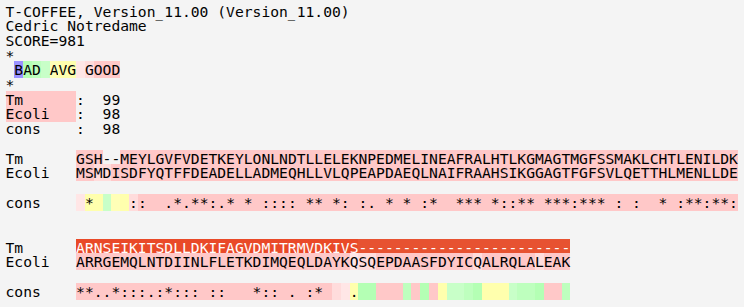 T-COFFEE, Version_11.00 (Version_11.00)
Cedric Notredame
SCORE=981
*
 BAD AVG GOOD
*
Tm      :  99
Ecoli   :  98
cons    :  98

Tm      GSH--MEYLGVFVDETKEYLONLNDTLLELEKNPEDMELINEAFRALHTLKGMAGTMGFSSMAKLCHTLENILDK
Ecoli   MSMDISDFYQTFFDEADELLADMEQHLLVLQPEAPDAEQLNAIFRAAHSIKGGAGTFGFSVLQETTHLMENLLDE

cons     *   ::  .*.**:.* * :::: ** *: :. * * :*  *** *::** ***:*** : :  * :**:**:

Tm      ARNSEIKITSDLLDKIFAGVDMITRMVDKIVS------------------------
Ecoli   ARRGEMQLNTDIINLFLETKDIMQEQLDAYKQSQEPDAASFDYICQALRQLALEAK

cons    **..*:::.:*::: ::   *:: . :*   .